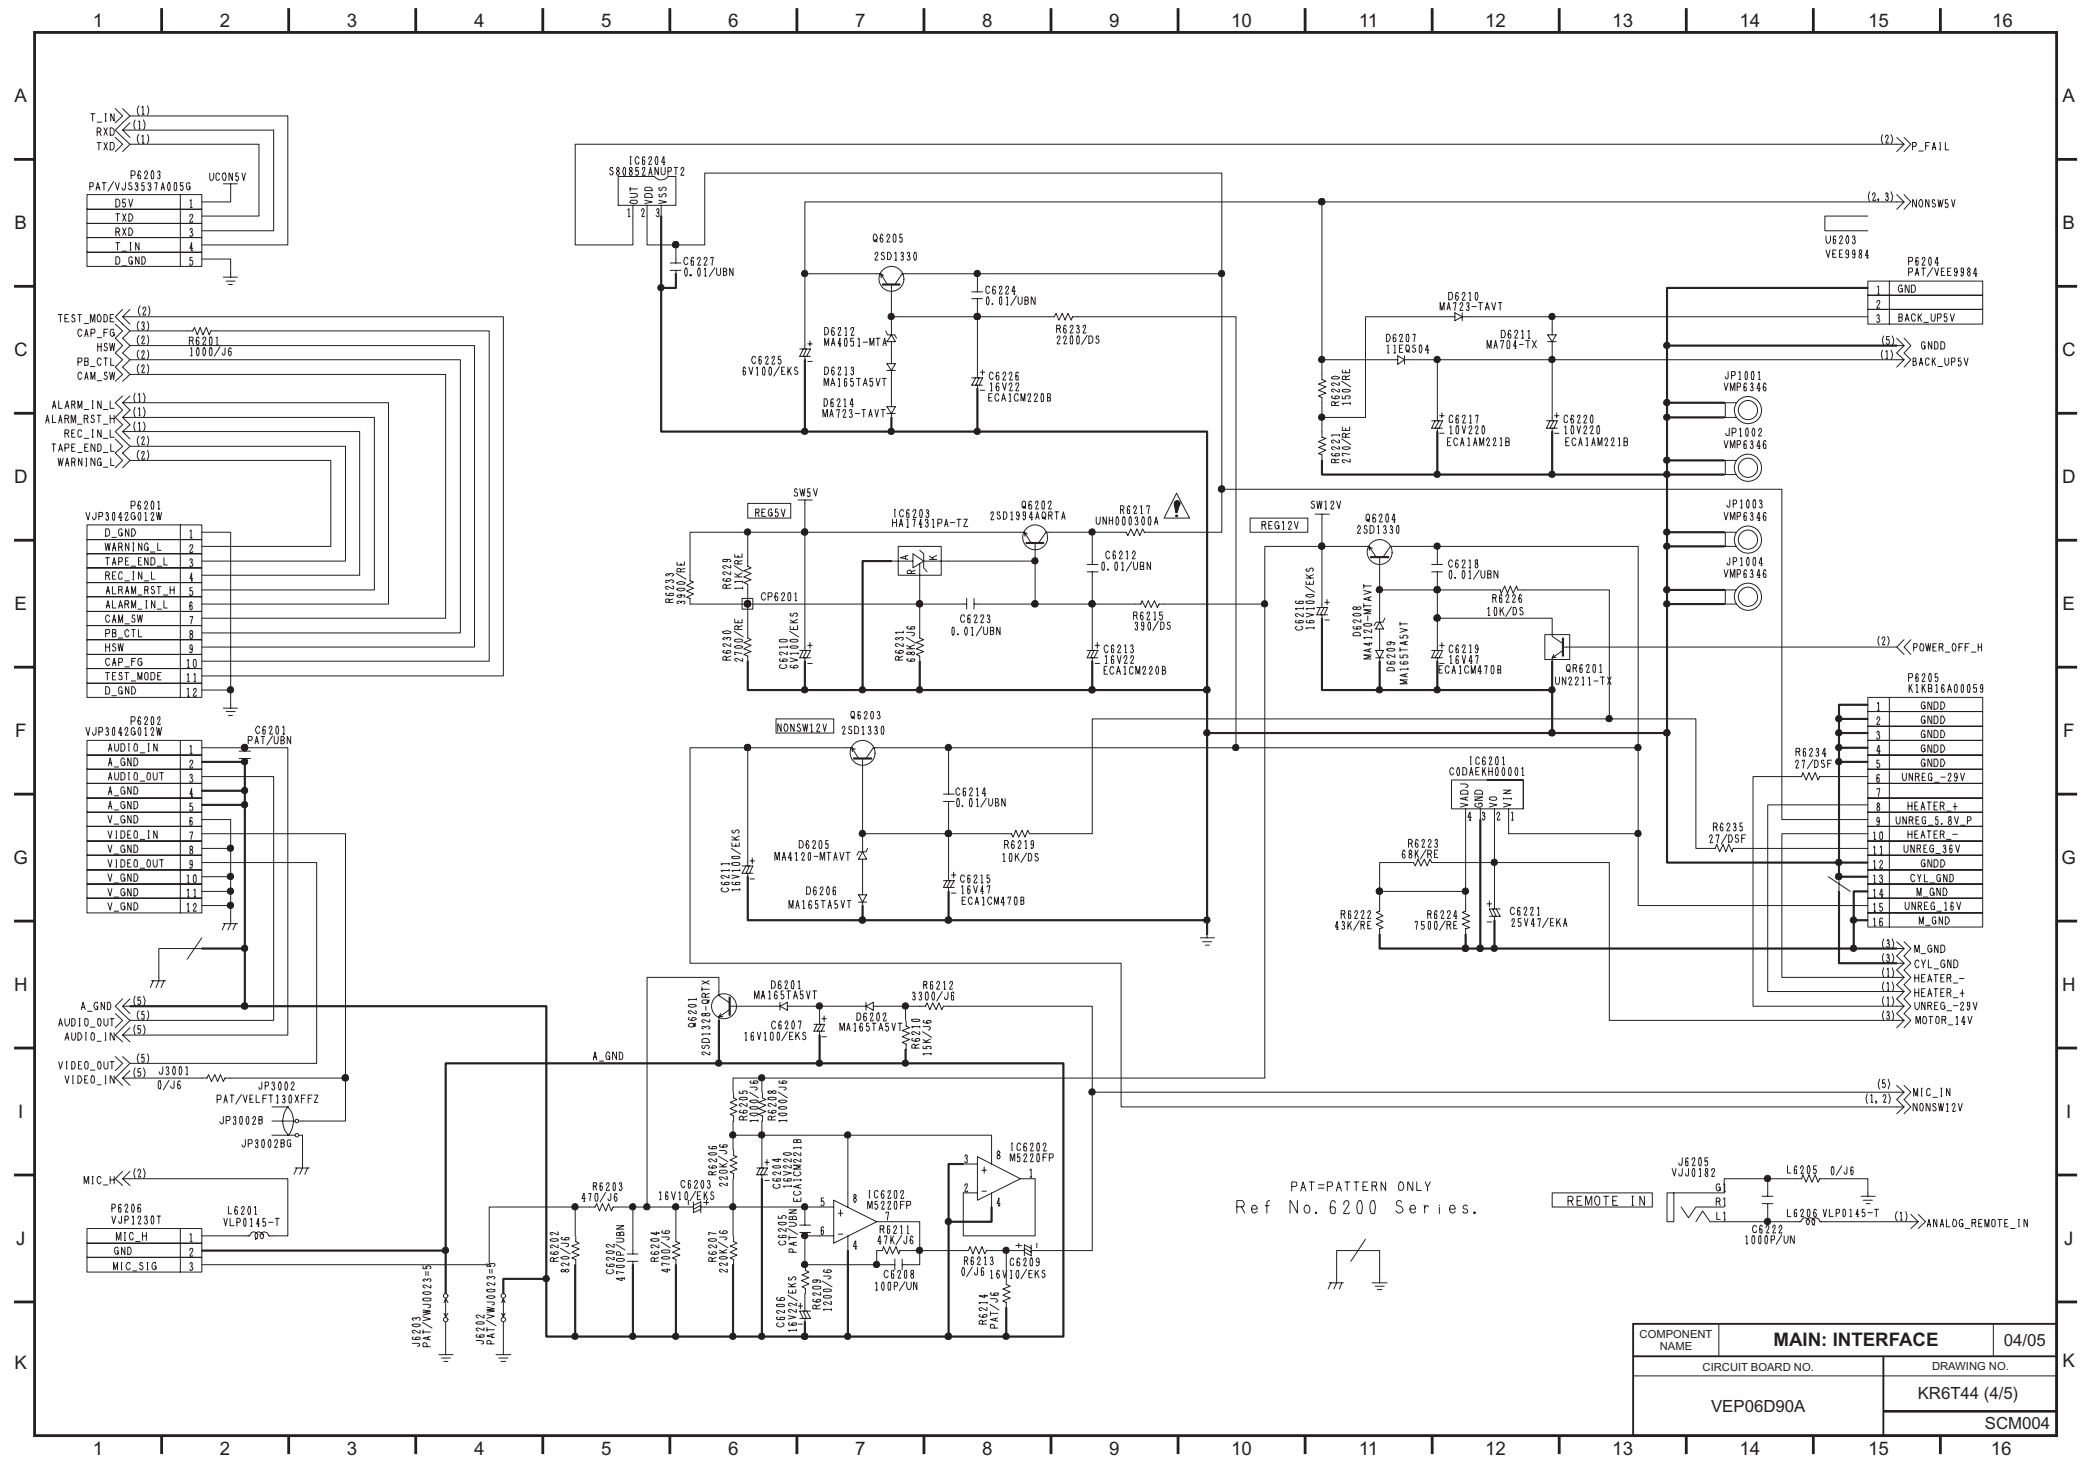 1 2 3 4 5 6 7 8 9 10 11 12 13 14 15 16
A A
B B
C C
D D
E E
F F
G G
H H
I I
J J
K K
T_IN (1)
RXD (1)
TXD (1)
P6203
PAT/VJS3537A005G
UCON5V
D5V 1
TXD 2
RXD 3
T_IN 4
D_GND 5
TEST_MODE (2)
CAP_FG (3)
HSW (2)
PB_CTL (2)
CAM_SW (2)
R6201
1000/J6
ALARM_IN_L (1)
ALARM_RST_H (1)
REC_IN_L (1)
TAPE_END_L (2)
WARNING_L (2)
P6201
VJP3042G012W
D_GND 1
WARNING_L 2
TAPE_END_L 3
REC_IN_L 4
ALRAM_RST_H 5
ALARM_IN_L 6
CAM_SW 7
PB_CTL 8
HSW 9
CAP_FG 10
TEST_MODE 11
D_GND 12
P6202
VJP3042G012W
C6201
PAT/UBN
AUDIO_IN 1
A_GND 2
AUDIO_OUT 3
A_GND 4
A_GND 5
V_GND 6
VIDEO_IN 7
V_GND 8
VIDEO_OUT 9
V_GND 10
V_GND 11
V_GND 12
A_GND (5)
AUDIO_OUT (5)
AUDIO_IN (5)
VIDEO_OUT (5)
VIDEO_IN (5)
J3001
0/J6
JP3002
PAT/VELFT130XFFZ
JP3002B
JP3002BG
MIC_H (2)
P6206
VJP1230T
L6201
VLP0145-T
MIC_H 1
GND 2
MIC_SIG 3
J6203
PAT/VWJ0023=5
J6202
PAT/VWJ0023=5
IC6204
S80852ANUPT2
OUT VDD VSS
1 2 3
C6227
0.01/UBN
Q6205
2SD1330
C6224
0.01/UBN
R6232
2200/DS
D6212
MA4051-MTA
C6225
6V100/EKS
D6213
MA165TA5VT
D6214
MA723-TAVT
C6226
16V22
ECA1CM220B
SW5V
REG5V
IC6203
HA17431PA-TZ
A K
R
Q6202
2SD1994AQRTA
R6217
UNH000300A
C6212
0.01/UBN
R6233
3900/RE
R6229
11K/RE
CP6201
R6230
2700/RE
C6210
6V100/EKS
R6231
68K/J6
C6223
0.01/UBN
R6215
390/DS
C6213
16V22
ECA1CM220B
NONSW12V
Q6203
2SD1330
C6214
0.01/UBN
C6211
16V100/EKS
D6205
MA4120-MTAVT
R6219
10K/DS
D6206
MA165TA5VT
C6215
16V47
ECA1CM470B
Q6201
2SD1328-QRTX
D6201
MA165TA5VT
R6212
3300/J6
C6207
16V100/EKS
D6202
MA165TA5VT
R6210
15K/J6
A_GND
R6205
1000/J6
R6208
1000/J6
R6206
220K/J6
C6204
16V220
ECA1CM221B
IC6202
M5220FP
3 8 1 2 4
R6203
470/J6
C6203
16V10/EKS
IC6202
M5220FP
5 8 7 6 4
R6202
820/J6
C6202
4700P/UBN
R6204
4700/J6
R6207
220K/J6
C6205
PAT/UBN
R6211
47K/J6
C6208
100P/UN
C6206
16V22/EKS
R6209
1200/J6
R6213
0/J6
C6209
16V10/EKS
R6214
PAT/J6
(2) P_FAIL
(2,3) NONSW5V
U6203
VEE9984
P6204
PAT/VEE9984
1 GND
2
3 BACK_UP5V
(5) GNDD
(1) BACK_UP5V
D6210
MA723-TAVT
D6211
MA704-TX
D6207
11EQS04
R6220
150/RE
R6221
270/RE
C6217
10V220
ECA1AM221B
C6220
10V220
ECA1AM221B
JP1001
VMP6346
JP1002
VMP6346
JP1003
VMP6346
JP1004
VMP6346
SW12V
REG12V
Q6204
2SD1330
C6218
0.01/UBN
R6226
10K/DS
C6216
16V100/EKS
D6208
MA4120-MTAVT
D6209
MA165TA5VT
C6219
16V47
ECA1CM470B
QR6201
UN2211-TX
(2) POWER_OFF_H
P6205
K1KB16A00059
1 GNDD
2 GNDD
3 GNDD
4 GNDD
5 GNDD
6 UNREG_-29V
7
8 HEATER_+
9 UNREG_5.8V_P
10 HEATER_-
11 UNREG_36V
12 GNDD
13 CYL_GND
14 M_GND
15 UNREG_16V
16 M_GND
R6234
27/DSF
R6235
27/DSF
IC6201
C0DAEKH00001
VADJ GND VO VIN
4 3 2 1
R6223
68K/RE
R6222
43K/RE
R6224
7500/RE
C6221
25V47/EKA
(3) M_GND
(3) CYL_GND
(1) HEATER_-
(1) HEATER_+
(1) UNREG_-29V
(3) MOTOR_14V
(5) MIC_IN
(1,2) NONSW12V
PAT=PATTERN ONLY
Ref No.6200 Series.
REMOTE IN
J6205
VJJ0182
G1
R1
L1
L6205 0/J6
C6222
1000P/UN
L6206 VLP0145-T
(1) ANALOG_REMOTE_IN
COMPONENT NAME
MAIN: INTERFACE
04/05
CIRCUIT BOARD NO.
DRAWING NO.
VEP06D90A
KR6T44 (4/5)
SCM004